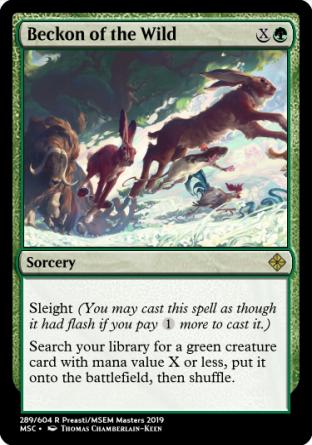 Beckon of the Wild X
Sorcery
Sleight (You may cast this spell as though
it had flash if you pay 1 more to cast it.)
Search your library for a green creature
card with mana value X or less, put it
onto the battlefield, then shuffle.
289/604 R Preasti/MSEM Masters 2019
MSC • Thomas Chamberlain-Keen